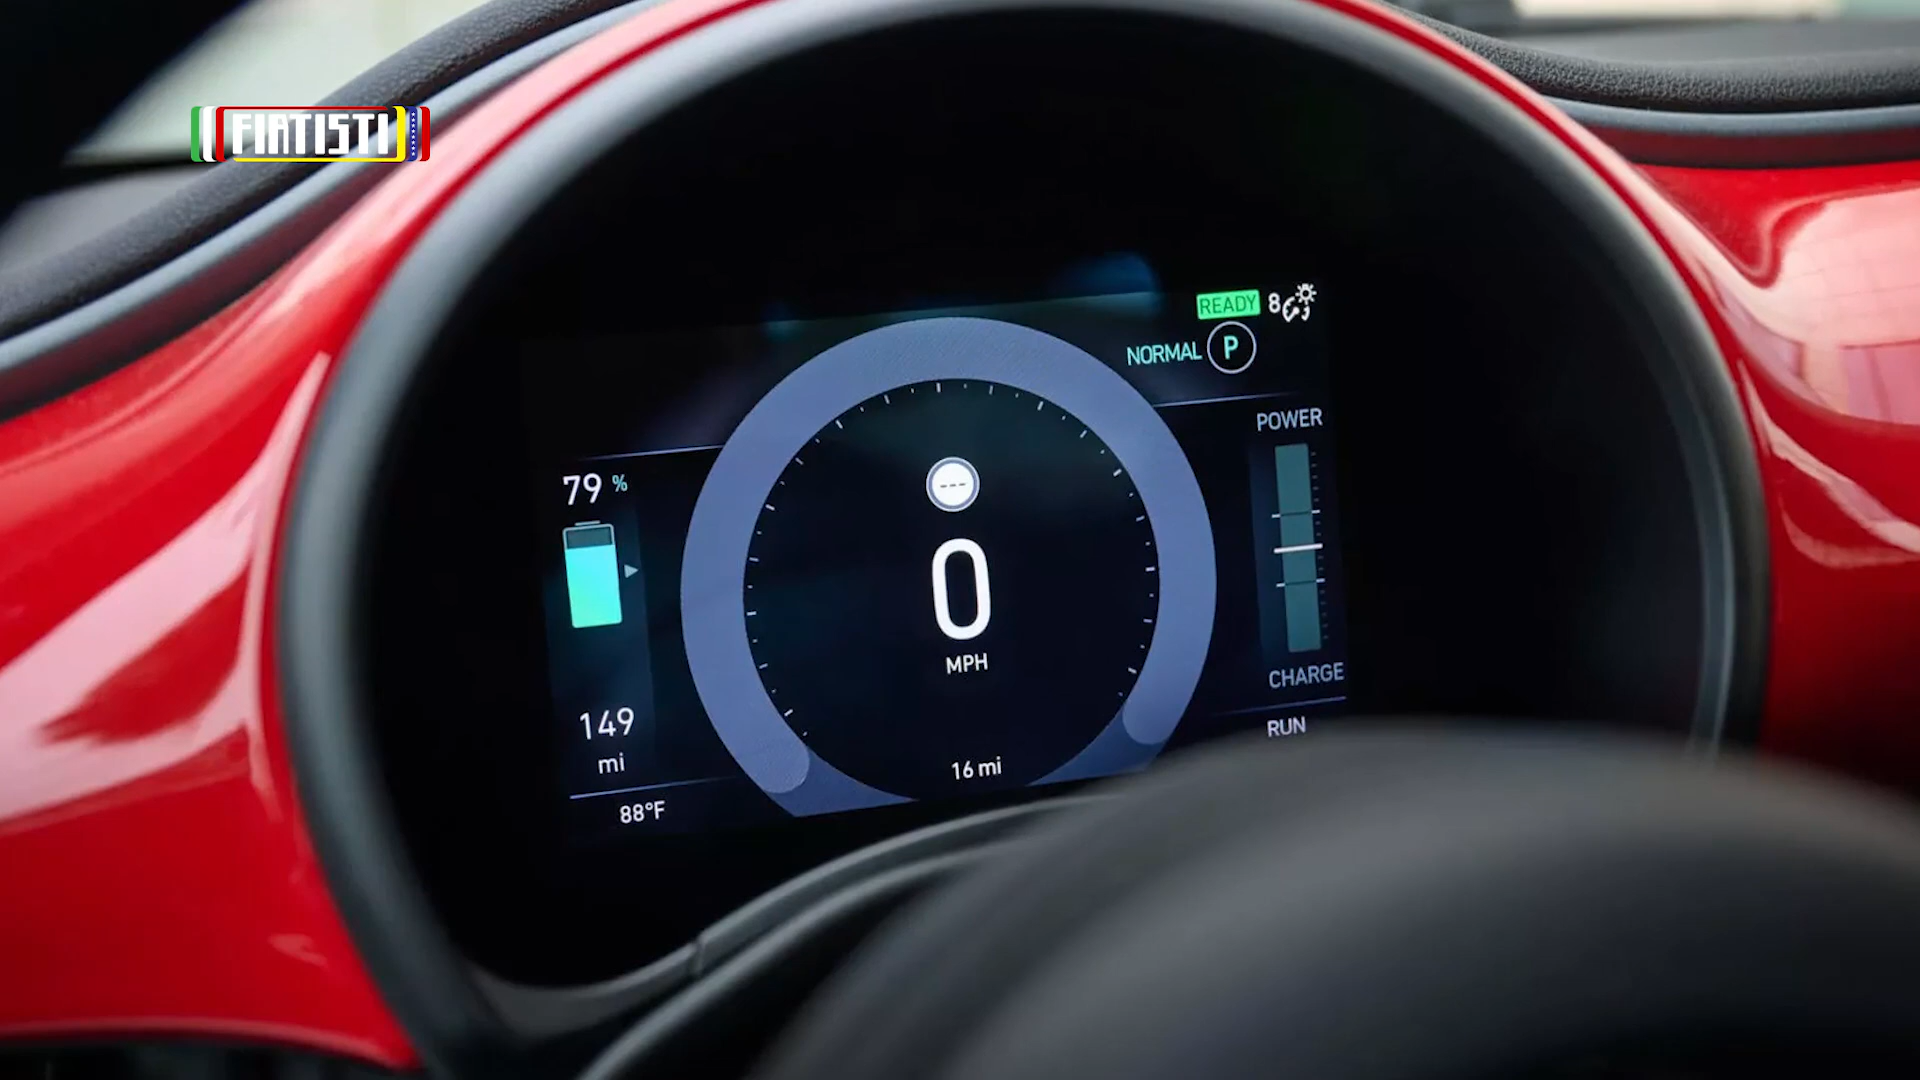 FIATISTI
READY 8
NORMAL P
POWER
79 %
---
0
MPH
149
mi
CHARGE
RUN
16 mi
88°F